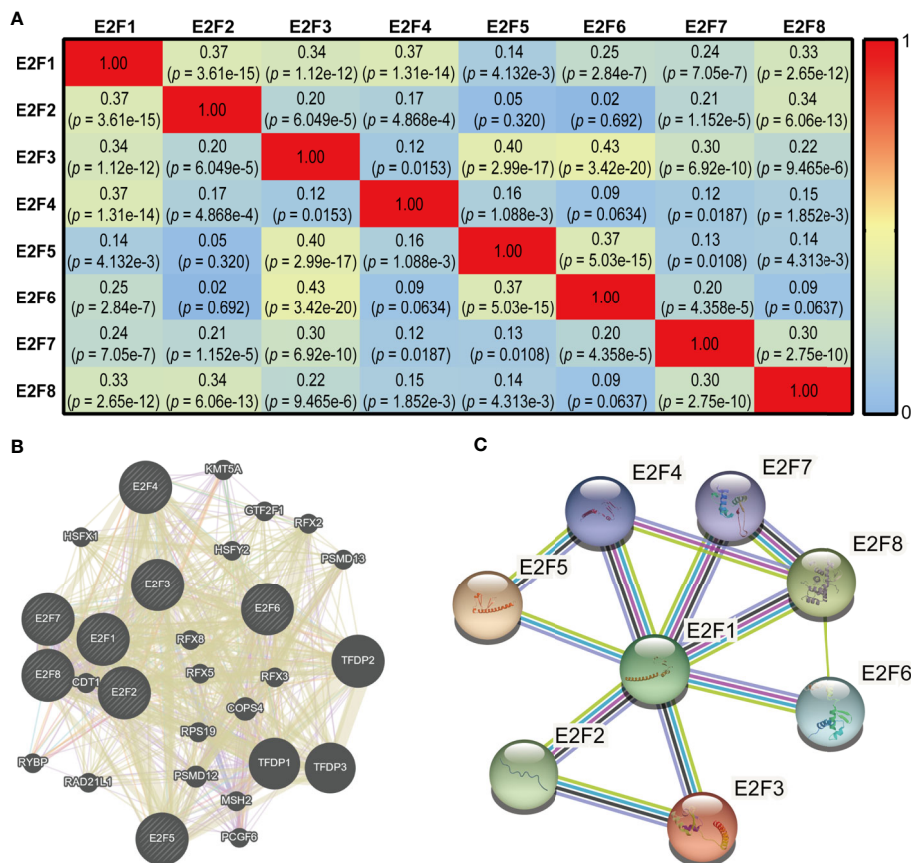 A
E2F1 E2F2 E2F3 E2F4 E2F5 E2F6 E2F7 E2F8
E2F1 1.00 0.37 0.34 0.37 0.14 0.25 0.24 0.33
(p = 3.61e-15) (p = 1.12e-12) (p = 1.31e-14) (p = 4.132e-3) (p = 2.84e-7) (p = 7.05e-7) (p = 2.65e-12)
E2F2 0.37 1.00 0.20 0.17 0.05 0.02 0.21 0.34
(p = 3.61e-15) (p = 6.049e-5) (p = 4.868e-4) (p = 0.320) (p = 0.692) (p = 1.152e-5) (p = 6.06e-13)
E2F3 0.34 0.20 1.00 0.12 0.40 0.43 0.30 0.22
(p = 1.12e-12) (p = 6.049e-5) (p = 0.0153) (p = 2.99e-17) (p = 3.42e-20) (p = 6.92e-10) (p = 9.465e-6)
E2F4 0.37 0.17 0.12 1.00 0.16 0.09 0.12 0.15
(p = 1.31e-14) (p = 4.868e-4) (p = 0.0153) (p = 1.088e-3) (p = 0.0634) (p = 0.0187) (p = 1.852e-3)
E2F5 0.14 0.05 0.40 0.16 1.00 0.37 0.13 0.14
(p = 4.132e-3) (p = 0.320) (p = 2.99e-17) (p = 1.088e-3) (p = 5.03e-15) (p = 0.0108) (p = 4.313e-3)
E2F6 0.25 0.02 0.43 0.09 0.37 1.00 0.20 0.09
(p = 2.84e-7) (p = 0.692) (p = 3.42e-20) (p = 0.0634) (p = 5.03e-15) (p = 4.358e-5) (p = 0.0637)
E2F7 0.24 0.21 0.30 0.12 0.13 0.20 1.00 0.30
(p = 7.05e-7) (p = 1.152e-5) (p = 6.92e-10) (p = 0.0187) (p = 0.0108) (p = 4.358e-5) (p = 2.75e-10)
E2F8 0.33 0.34 0.22 0.15 0.14 0.09 0.30 1.00
(p = 2.65e-12) (p = 6.06e-13) (p = 9.465e-6) (p = 1.852e-3) (p = 4.313e-3) (p = 0.0637) (p = 2.75e-10)
1
0
B
KMT5A
E2F4
GTF2F1
RFX2
HSFX1
HSFY2
PSMD13
E2F3
E2F6
E2F7
E2F1
RFX8
TFDP2
E2F8
CDT1
E2F2
RFX5
RFX3
COPS4
RPS19
RYBP
RAD21L1
PSMD12
TFDP1
TFDP3
MSH2
PCGF6
E2F5
C
E2F4
E2F7
E2F8
E2F5
E2F1
E2F6
E2F2
E2F3